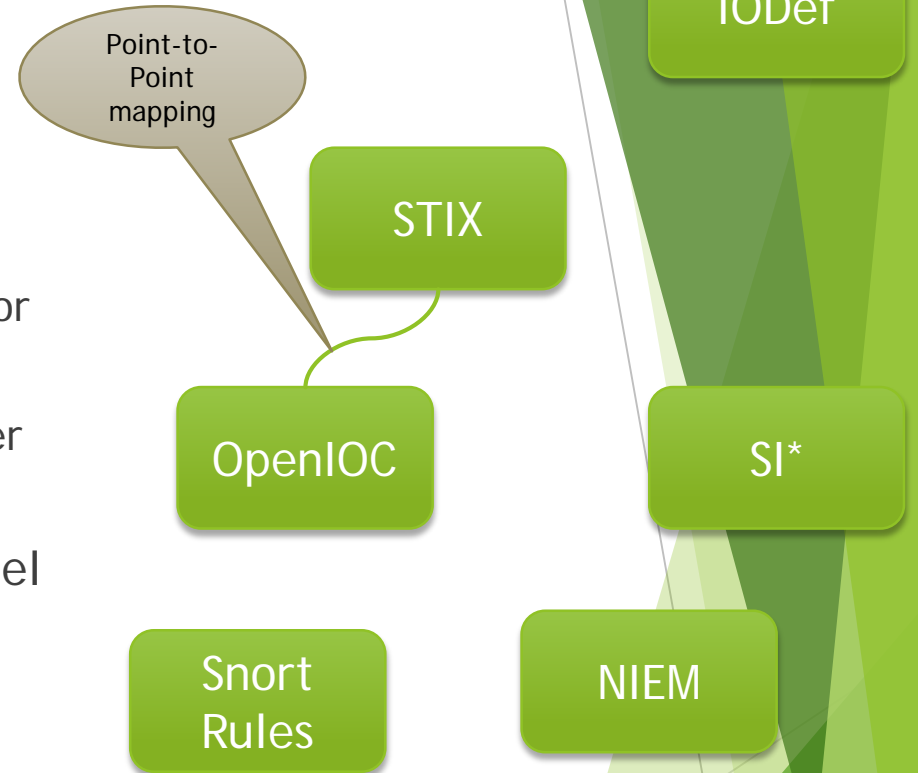 IODef
Point-to-
Point
mapping
STIX
or
OpenIOC
er
SI*
el
Snort
Rules
NIEM